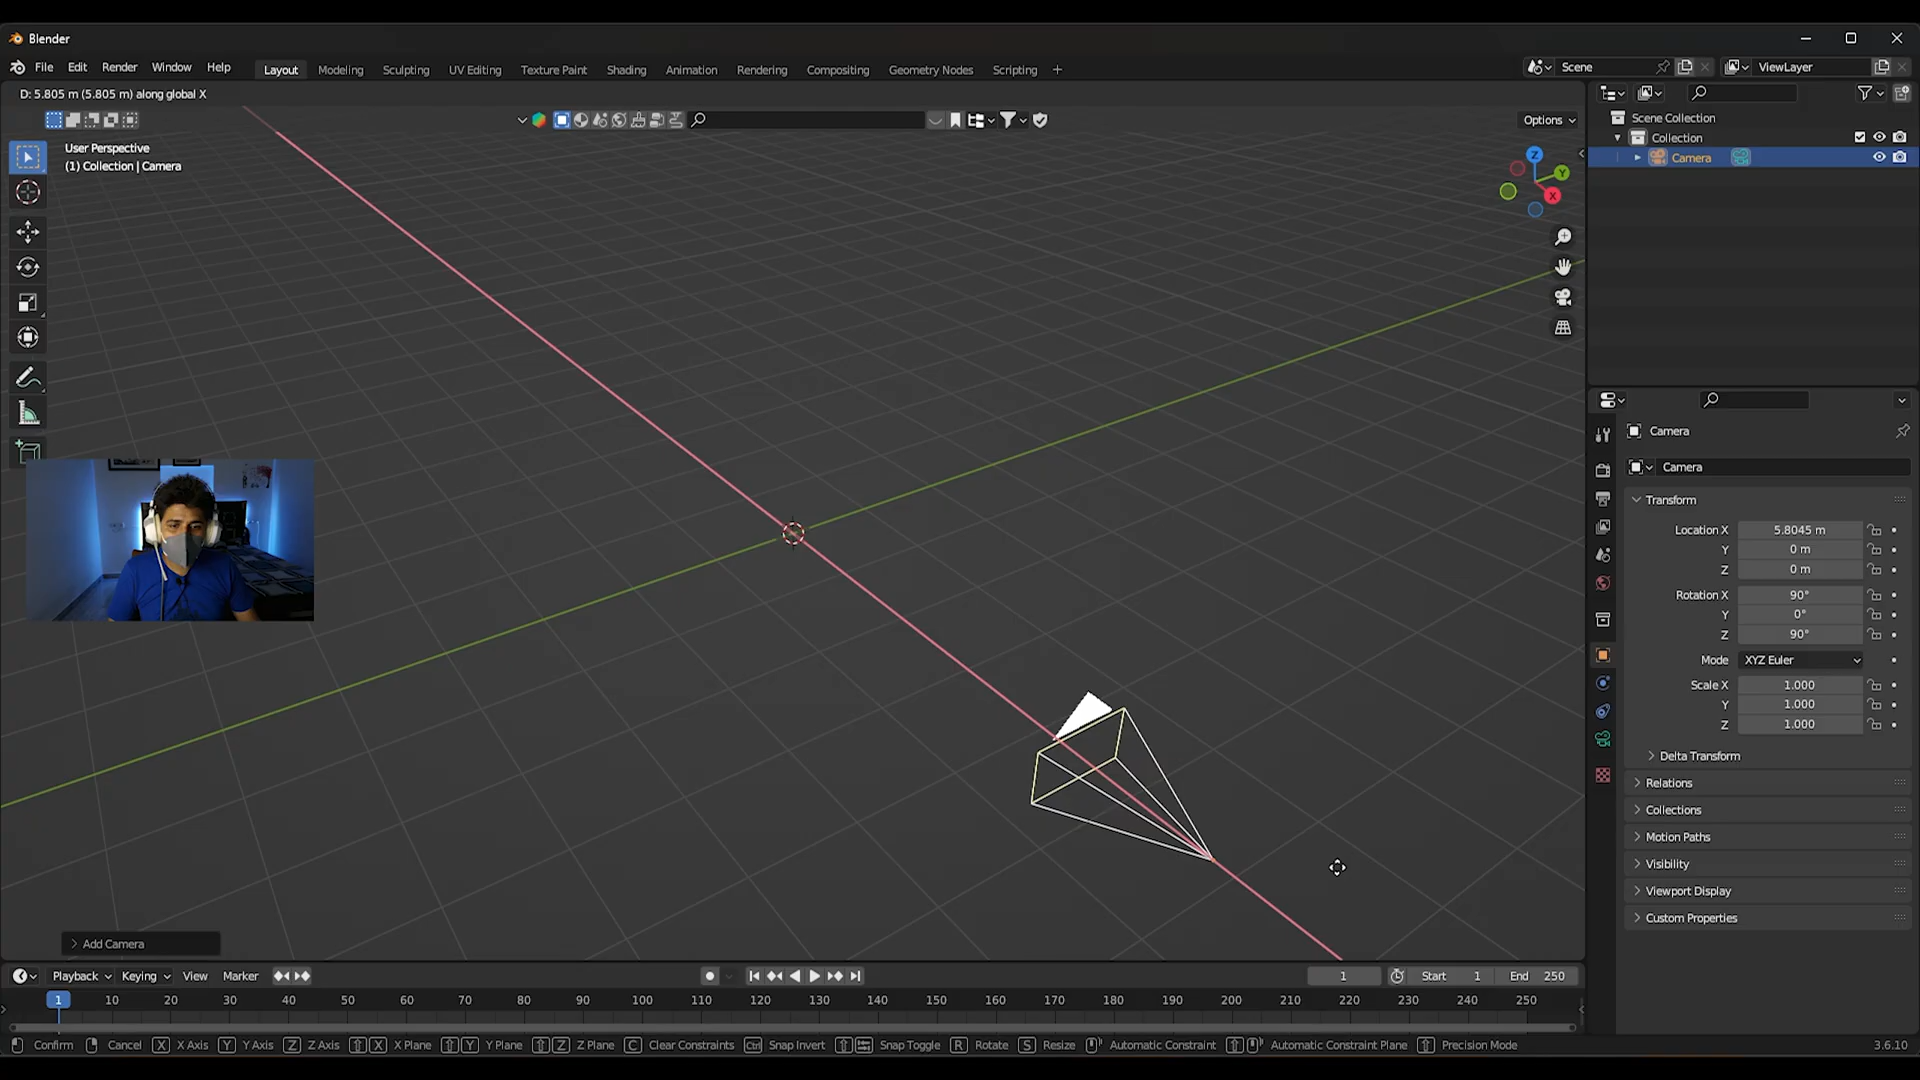 Blender
File Edit Render Window Help
Layout Modeling Sculpting UV Editing Texture Paint Shading Animation Rendering Compositing Geometry Nodes Scripting +
Scene
ViewLayer
D: 5.805 m (5.805 m) along global X
Options
User Perspective
(1) Collection | Camera
Z
Y
X
Scene Collection
Collection
Camera
Camera
Camera
Transform
Location X 5.8045 m
Y 0 m
Z 0 m
Rotation X 90°
Y 0°
Z 90°
Mode XYZ Euler
Scale X 1.000
Y 1.000
Z 1.000
Delta Transform
Relations
Collections
Motion Paths
Visibility
Viewport Display
Custom Properties
Add Camera
Playback Keying View Marker
1 Start 1 End 250
1 10 20 30 40 50 60 70 80 90 100 110 120 130 140 150 160 170 180 190 200 210 220 230 240 250
Confirm Cancel X X Axis Y Y Axis Z Z Axis X X Plane Y Y Plane Z Z Plane C Clear Constraints Ctrl Snap Invert Snap Toggle R Rotate S Resize Automatic Constraint Automatic Constraint Plane Precision Mode 3.6.10